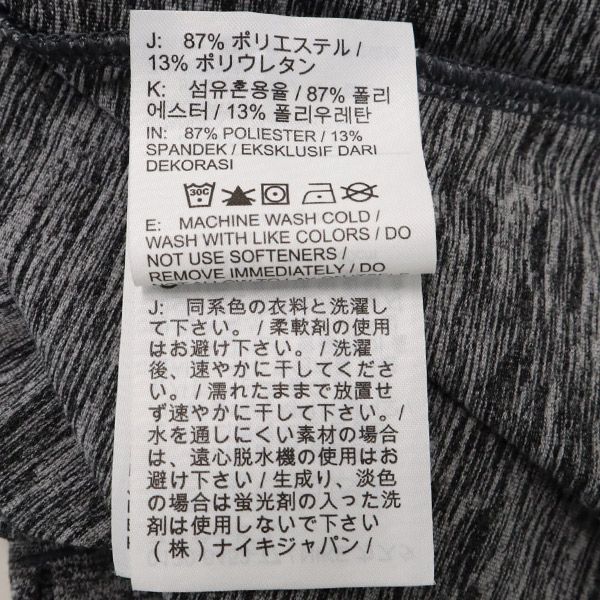 J: 87% ポリエステル /
13% ポリウレタン
K: 섬유혼용율 / 87% 폴리
에스터 / 13% 폴리우레탄
IN: 87% POLIESTER / 13%
SPANDEK / EKSKLUSIF DARI
DEKORASI
30C
E: MACHINE WASH COLD /
WASH WITH LIKE COLORS / DO
NOT USE SOFTENERS /
REMOVE IMMEDIATELY / DO
J: 同系色の衣料と洗濯し
て下さい。 / 柔軟剤の使用
はお避け下さい。 / 洗濯
後、速やかに干してくださ
い。 / 濡れたままで放置せ
ず速やかに干して下さい。 /
水を通しにくい素材の場合
は、遠心脱水機の使用はお
避け下さい / 生成り、淡色
の場合は蛍光剤の入った洗
剤は使用しないで下さい
(株) ナイキジャパン /